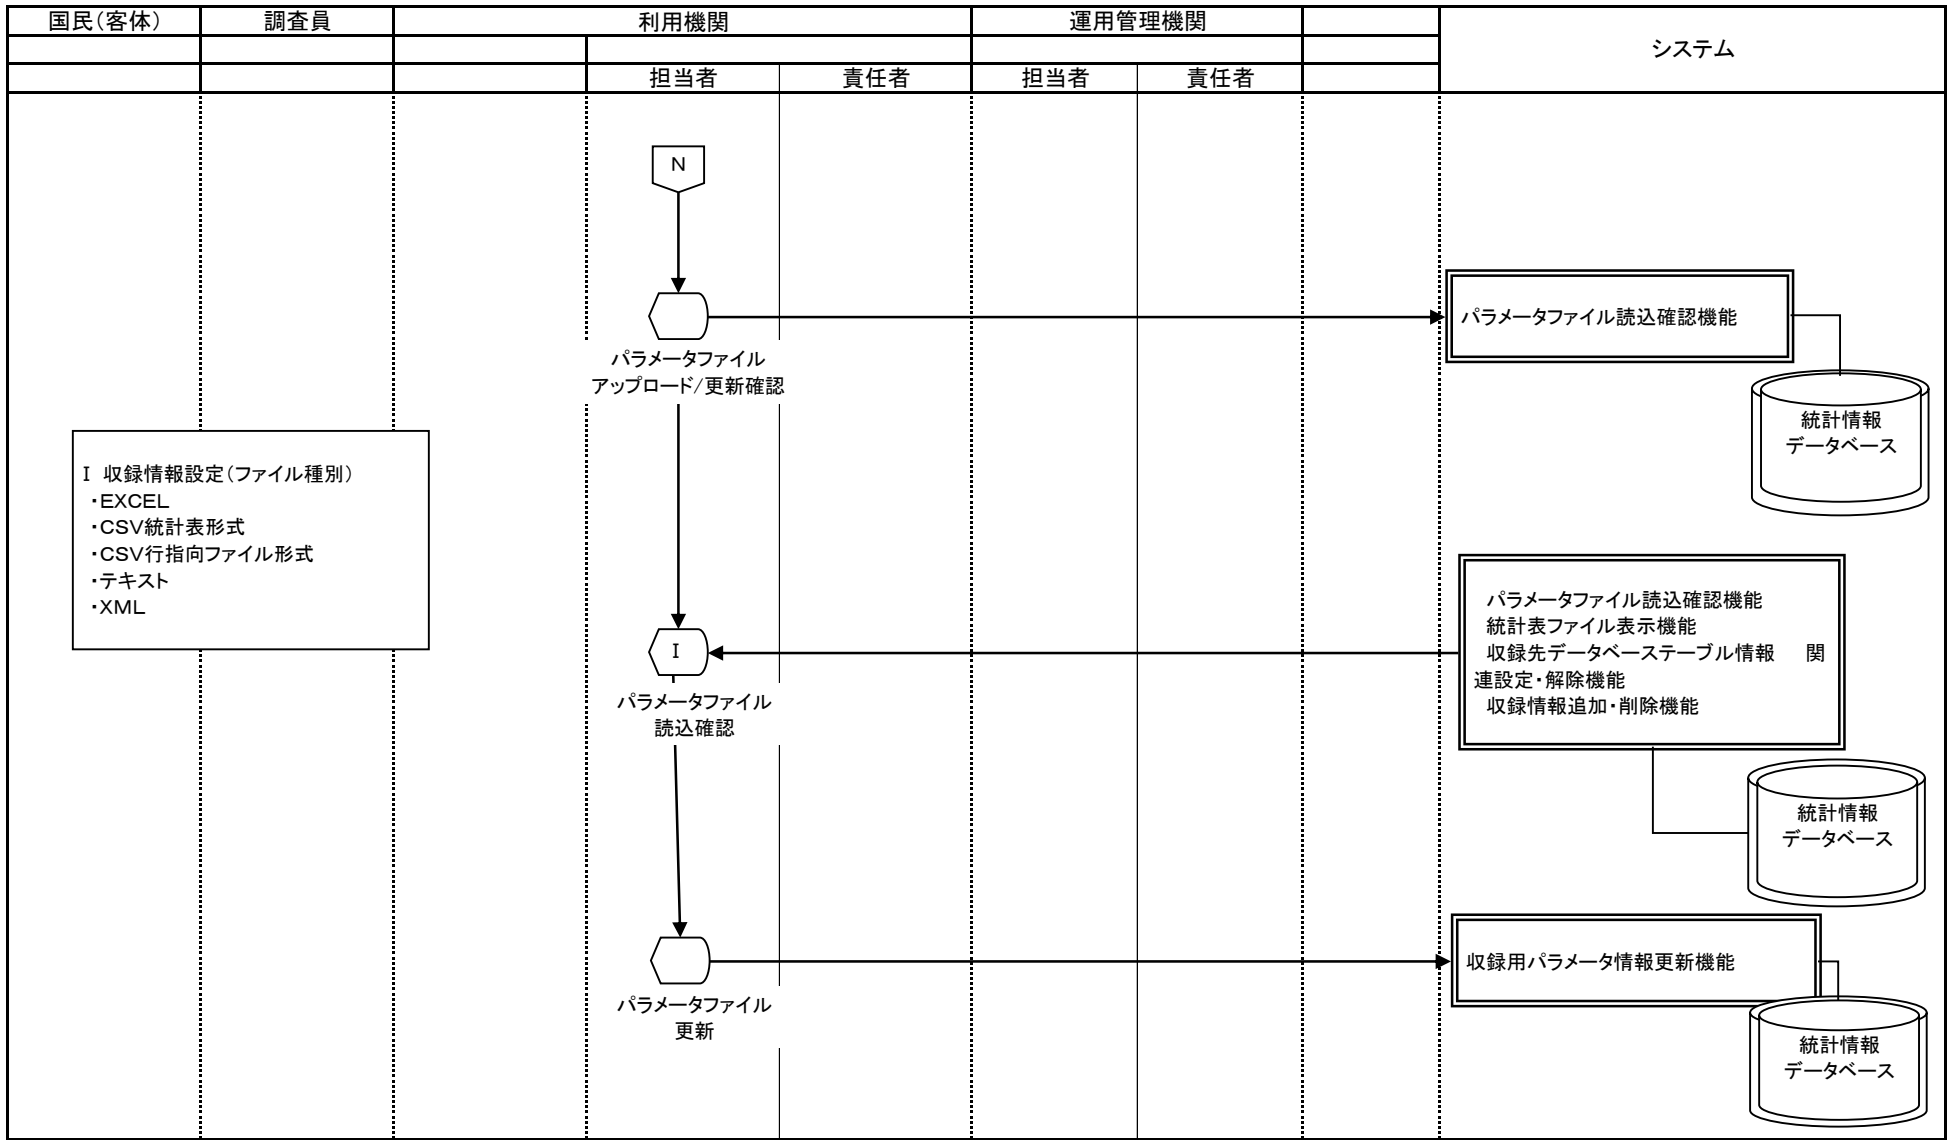 国民（客体）
調査員
利用機関
運用管理機関
システム
担当者
責任者
担当者
責任者
N
パラメータファイル読込確認機能
パラメータファイル
アップロード/更新確認
統計情報
データベース
I 収録情報設定（ファイル種別）
・EXCEL
・CSV統計表形式
・CSV行指向ファイル形式
・テキスト
・XML
パラメータファイル読込確認機能
統計表ファイル表示機能
収録先データベーステーブル情報　関
連設定・解除機能
収録情報追加・削除機能
I
パラメータファイル
読込確認
統計情報
データベース
収録用パラメータ情報更新機能
パラメータファイル
更新
統計情報
データベース